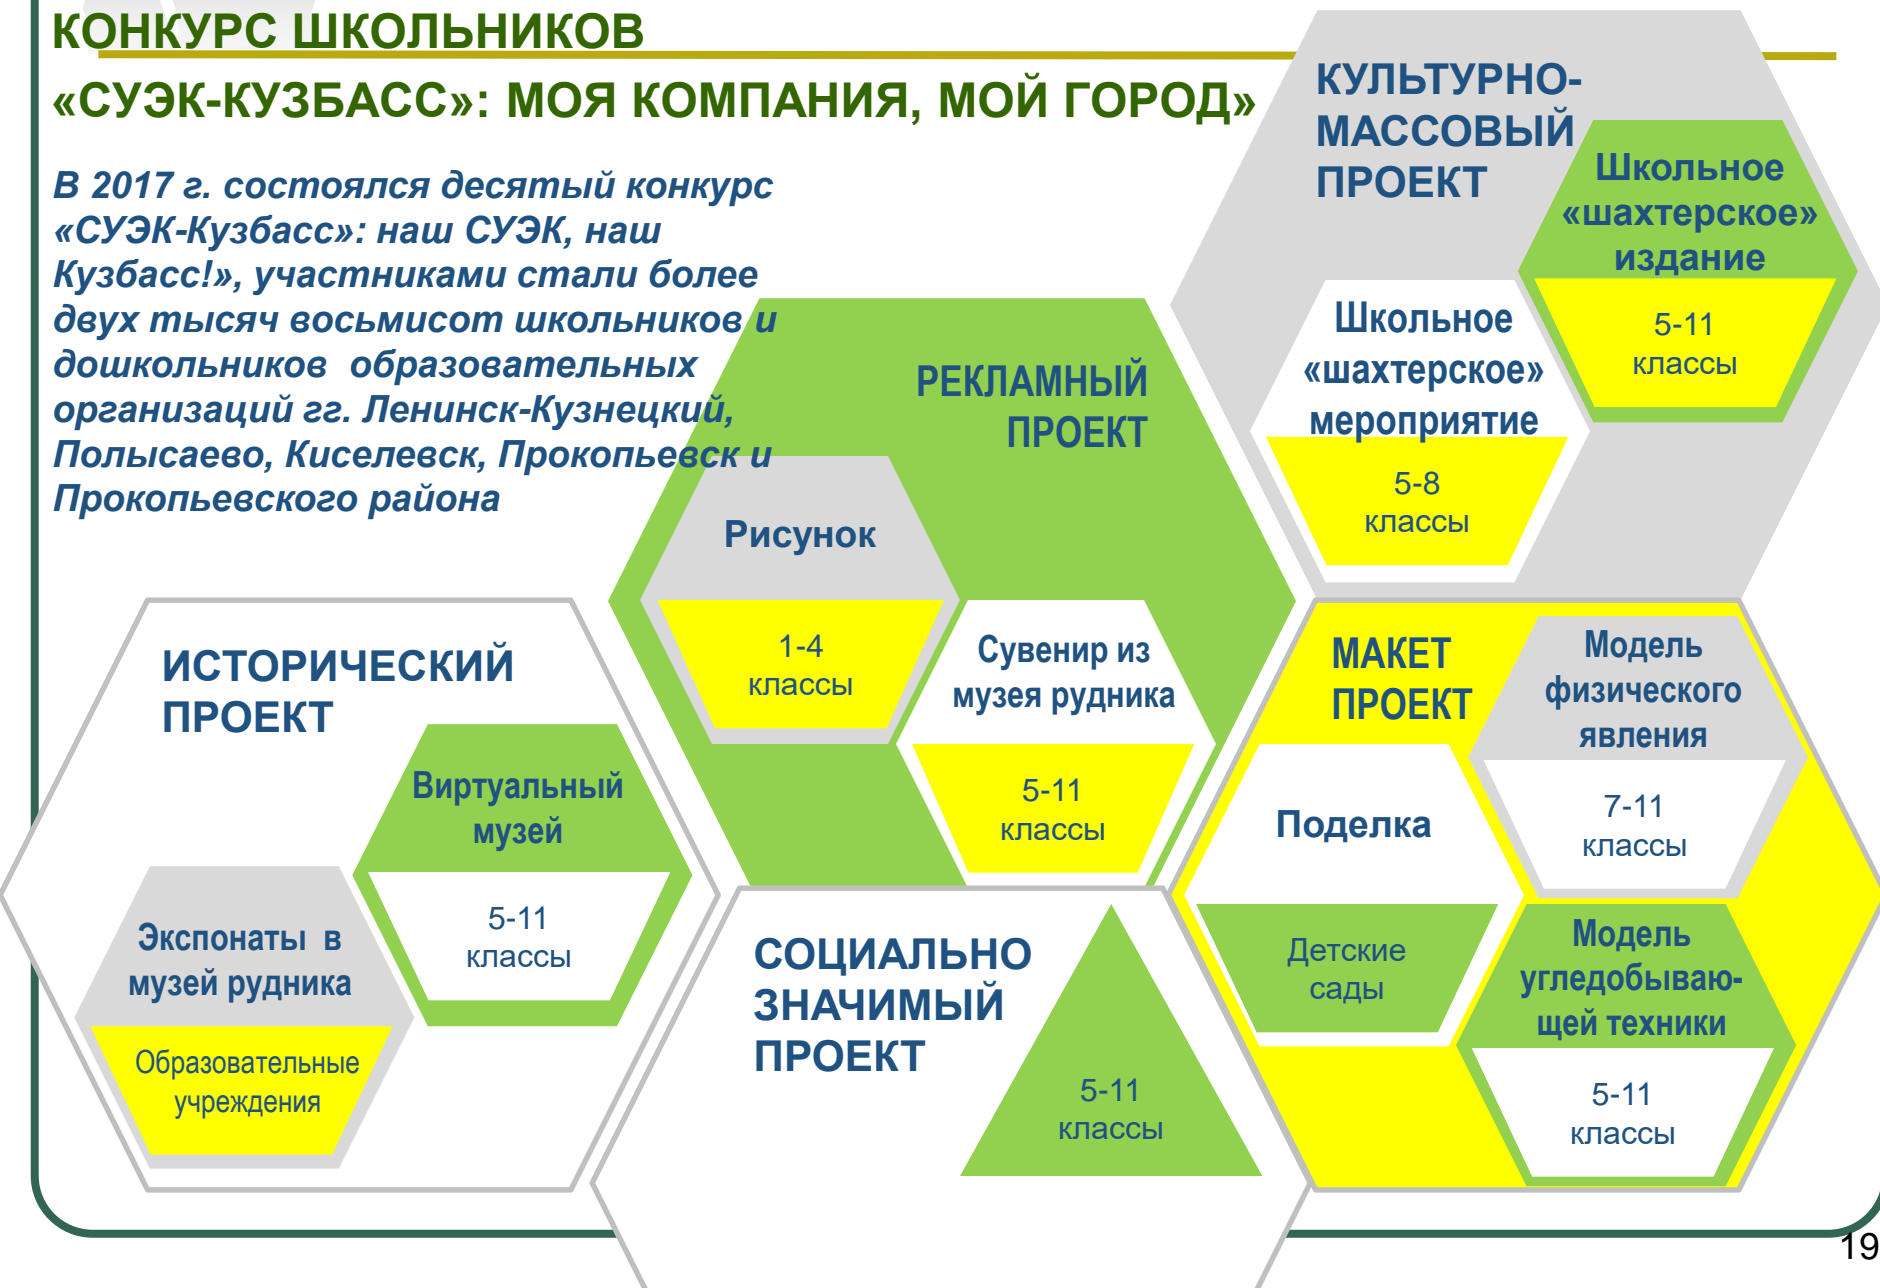 КОНКУРС ШКОЛЬНИКОВ
«СУЭК-КУЗБАСС»: МОЯ КОМПАНИЯ, МОЙ ГОРОД»
В 2017 г. состоялся десятый конкурс
«СУЭК-Кузбасс»: наш СУЭК, наш
Кузбасс!», участниками стали более
двух тысяч восьмисот школьников и
дошкольников образовательных
организаций гг. Ленинск-Кузнецкий,
Полысаево, Киселевск, Прокопьевск и
Прокопьевского района
КУЛЬТУРНО-
МАССОВЫЙ
ПРОЕКТ
Школьное
«шахтерское»
издание
5-11
классы
Школьное
«шахтерское»
мероприятие
5-8
классы
РЕКЛАМНЫЙ
ПРОЕКТ
Рисунок
1-4
классы
Сувенир из
музея рудника
5-11
классы
ИСТОРИЧЕСКИЙ
ПРОЕКТ
Виртуальный
музей
5-11
классы
Экспонаты в
музей рудника
Образовательные
учреждения
СОЦИАЛЬНО
ЗНАЧИМЫЙ
ПРОЕКТ
5-11
классы
МАКЕТ
ПРОЕКТ
Модель
физического
явления
7-11
классы
Поделка
Детские
сады
Модель
угледобываю-
щей техники
5-11
классы
19